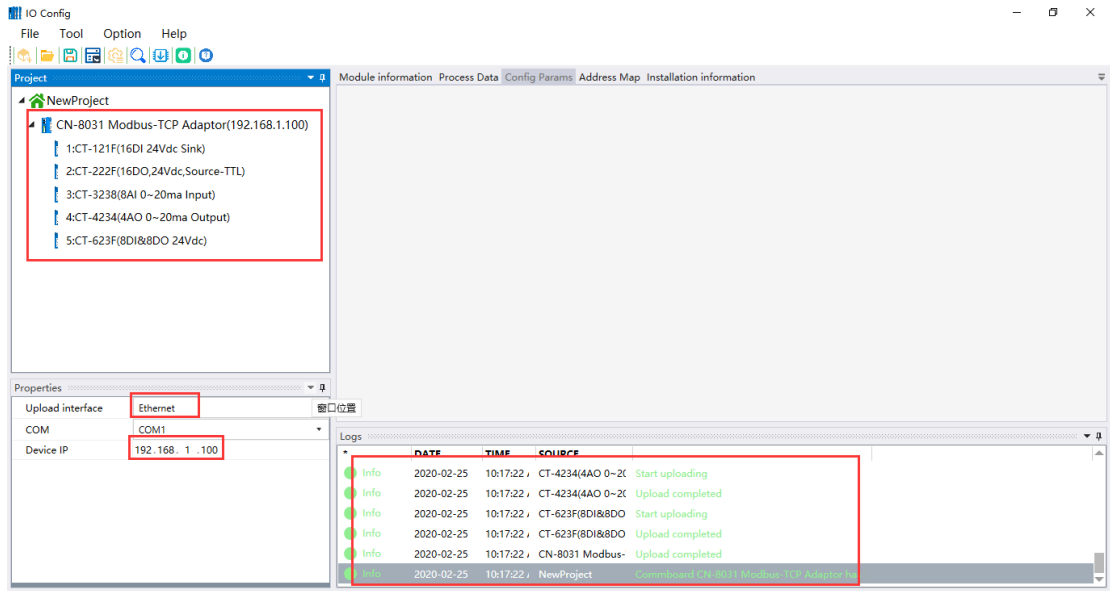 IO Config
File Tool Option Help
Project
Module information Process Data Config Params Address Map Installation information
NewProject
CN-8031 Modbus-TCP Adaptor(192.168.1.100)
1:CT-121F(16DI 24Vdc Sink)
2:CT-222F(16DO,24Vdc,Source-TTL)
3:CT-3238(8AI 0~20ma Input)
4:CT-4234(4AO 0~20ma Output)
5:CT-623F(8DI&8DO 24Vdc)
Properties
Upload interface Ethernet
窗口位置
COM COM1
Device IP 192.168. 1 .100
Logs
* DATE TIME SOURCE
Info 2020-02-25 10:17:22 CT-4234(4AO 0~20 Start uploading
Info 2020-02-25 10:17:22 CT-4234(4AO 0~20 Upload completed
Info 2020-02-25 10:17:22 CT-623F(8DI&8DO Start uploading
Info 2020-02-25 10:17:22 CT-623F(8DI&8DO Upload completed
Info 2020-02-25 10:17:22 CN-8031 Modbus- Upload completed
Info 2020-02-25 10:17:22 NewProject Commboard CN-8031 Modbus-TCP Adaptor ha